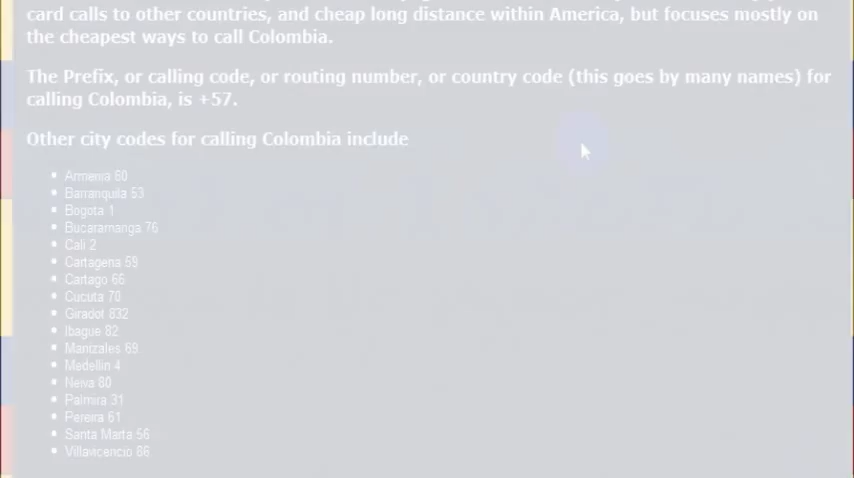 card calls to other countries, and cheap long distance within America, but focuses mostly on
the cheapest ways to call Colombia.
The Prefix, or calling code, or routing number, or country code (this goes by many names) for
calling Colombia, is +57.
Other city codes for calling Colombia include
Armenia 60
Barranquila 53
Bogota 1
Bucaramanga 76
Cali 2
Cartagena 59
Cartago 66
Cucuta 70
Giradot 832
Ibague 82
Manizales 69
Medellin 4
Neiva 80
Palmira 31
Pereira 61
Santa Marta 56
Villavicencio 86